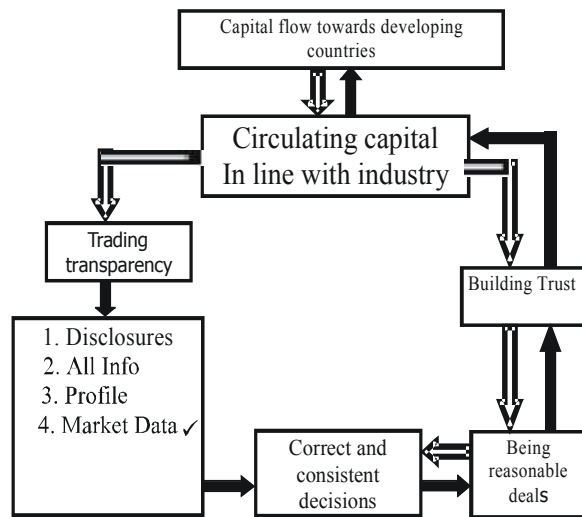 Capital flow towards developing
countries
Circulating capital
In line with industry
Trading
transparency
Building Trust
1. Disclosures
2. All Info
3. Profile
4. Market Data ✓
Correct and
consistent
decisions
Being
reasonable
deals